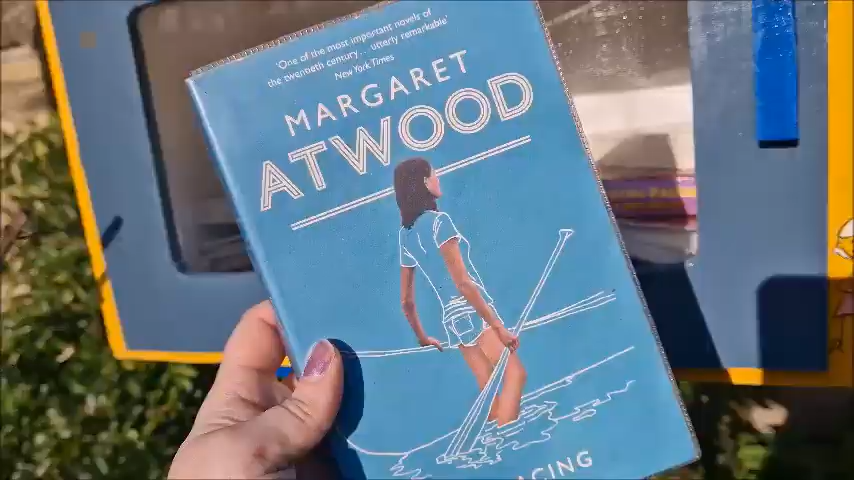 'One of the most important novels of
the twentieth century... utterly remarkable'
New York Times
MARGARET
ATWOOD
ACING